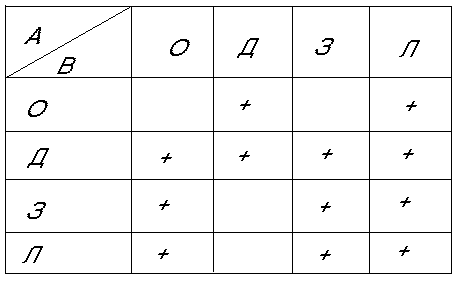 А В О Д З Л
О + +
Д + + + +
З + + +
Л + + +